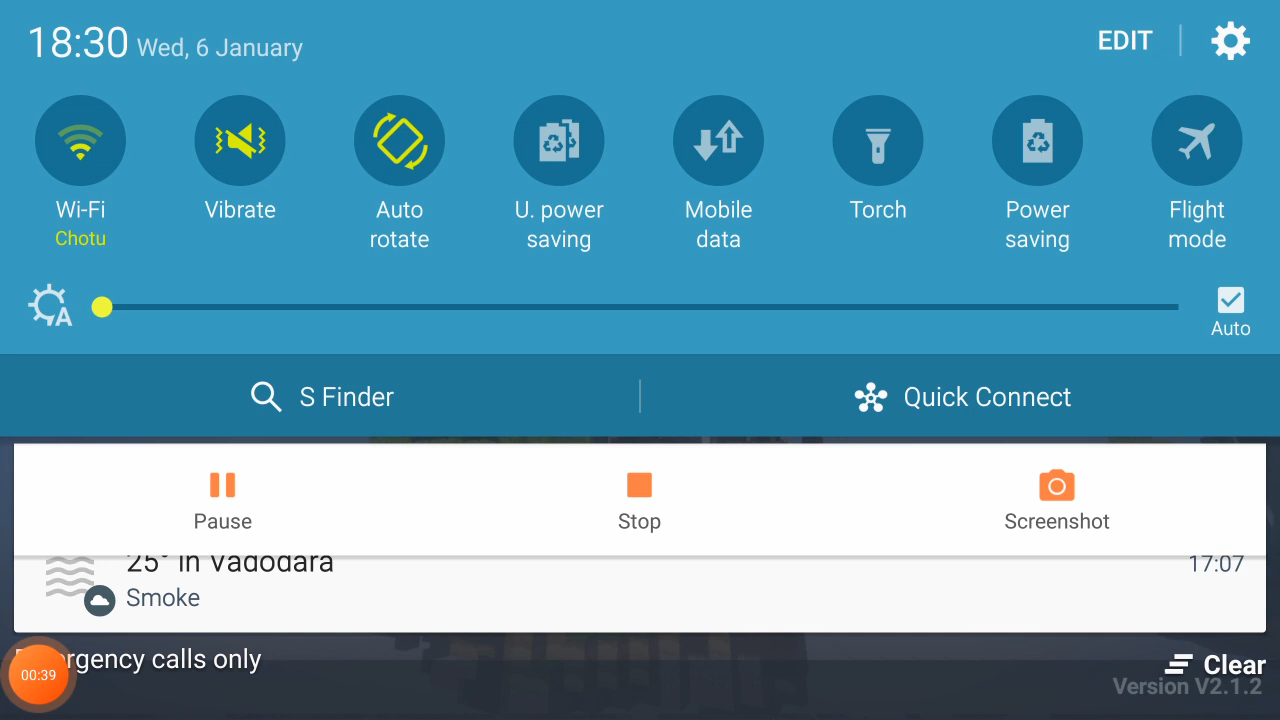 18:30 Wed, 6 January EDIT
Wi-Fi
Chotu
Vibrate
Auto
rotate
U. power
saving
Mobile
data
Torch
Power
saving
Flight
mode
A
Auto
S Finder
Quick Connect
Pause
Stop
Screenshot
25° in Vadodara 17:07
Smoke
Emergency calls only
00:39
Clear
Version V2.1.2